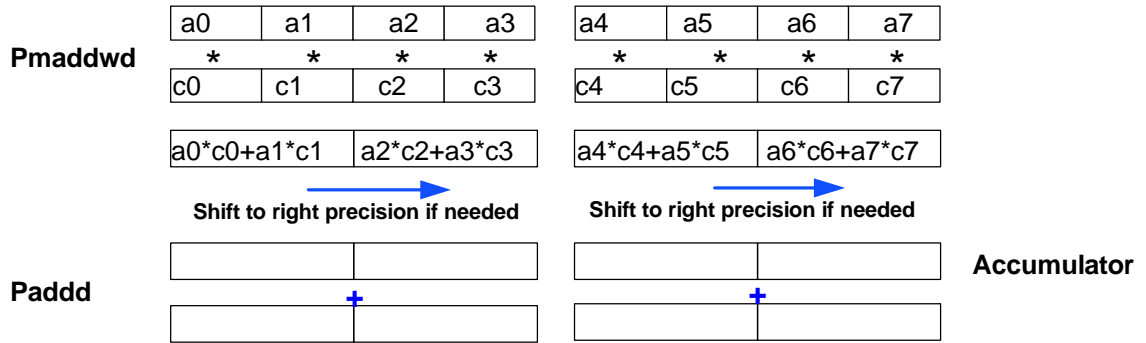 a0 a1 a2 a3 a4 a5 a6 a7
Pmaddwd * * * * * * * *
c0 c1 c2 c3 c4 c5 c6 c7
a0*c0+a1*c1 a2*c2+a3*c3 a4*c4+a5*c5 a6*c6+a7*c7
Shift to right precision if needed Shift to right precision if needed
Accumulator
Paddd + +